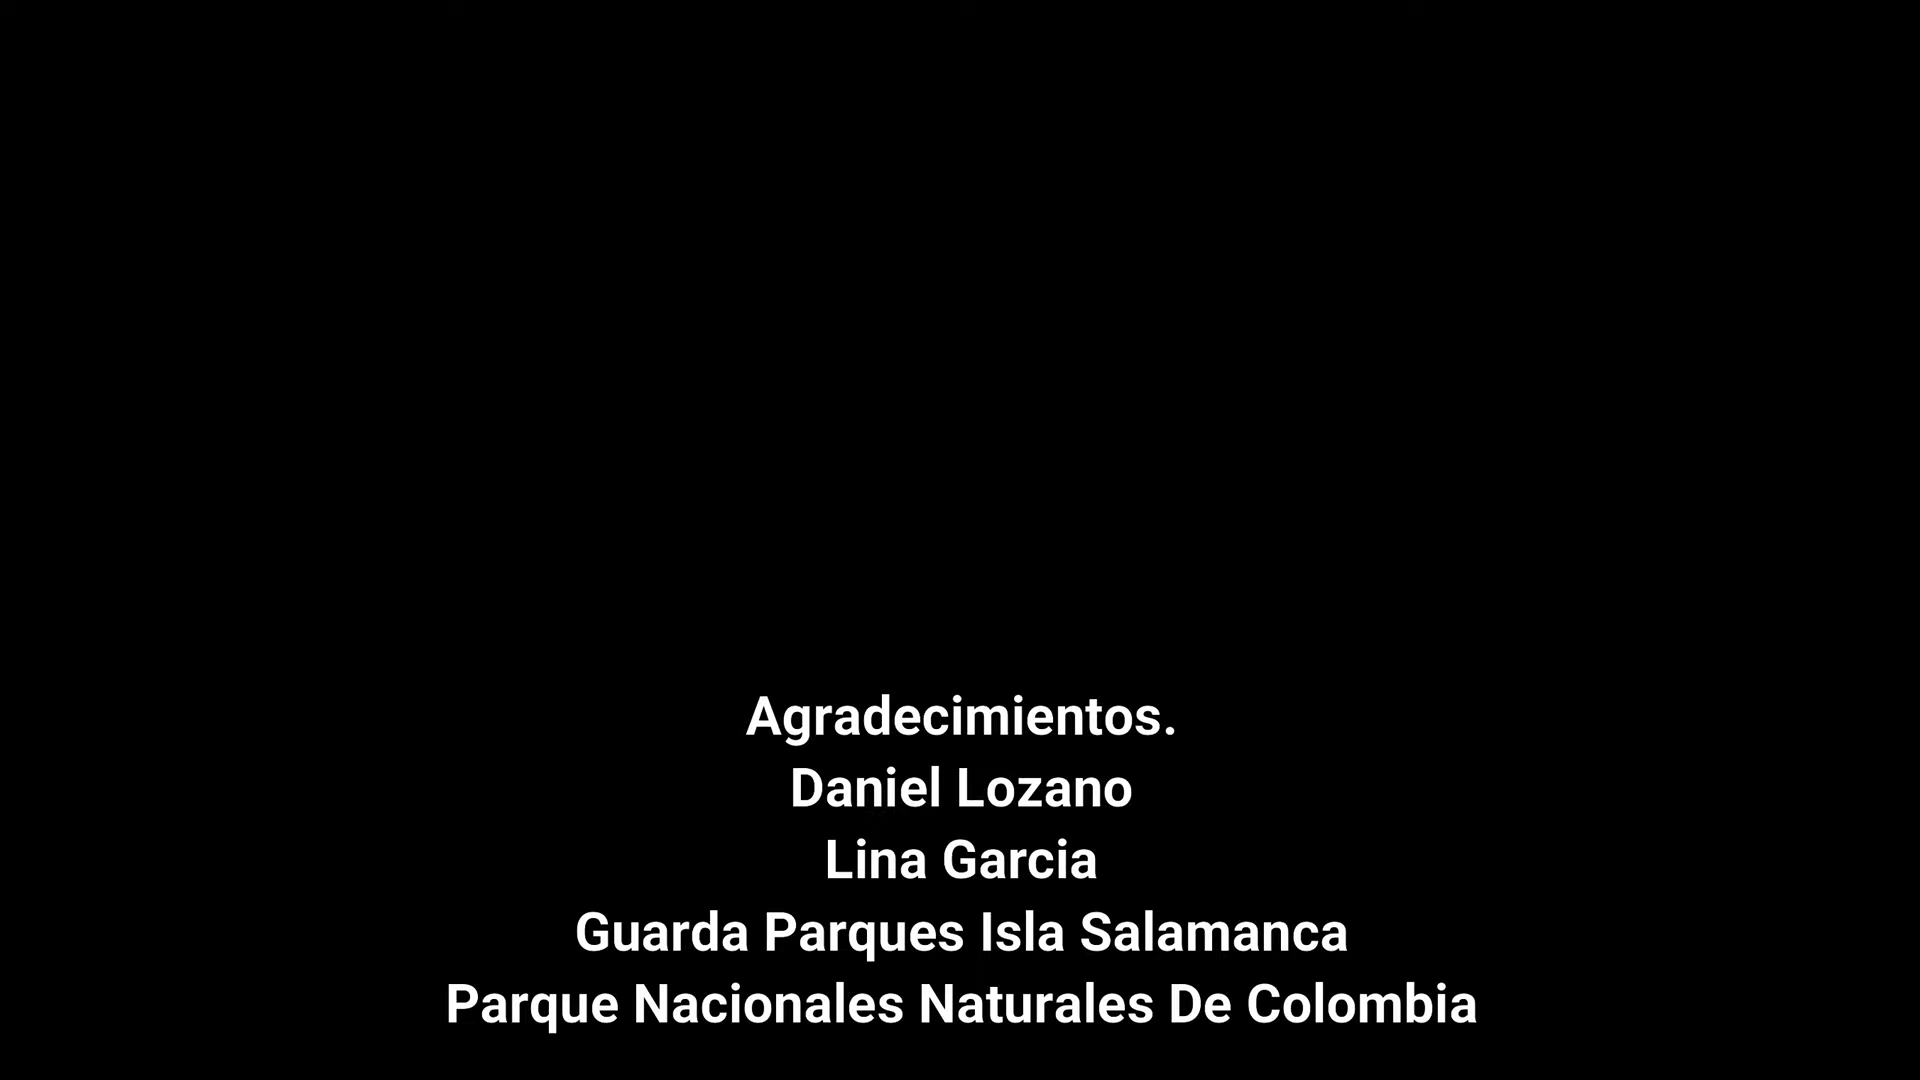 Agradecimientos.
Daniel Lozano
Lina Garcia
Guarda Parques Isla Salamanca
Parque Nacionales Naturales De Colombia